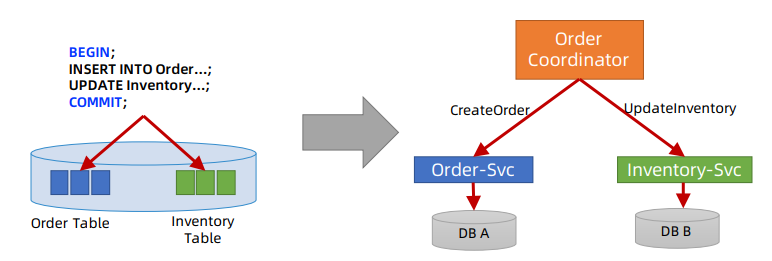 BEGIN;
INSERT INTO Order...;
UPDATE Inventory...;
COMMIT;
Order Table
Inventory
Table
Order
Coordinator
CreateOrder
UpdateInventory
Order-Svc
Inventory-Svc
DB A
DB B